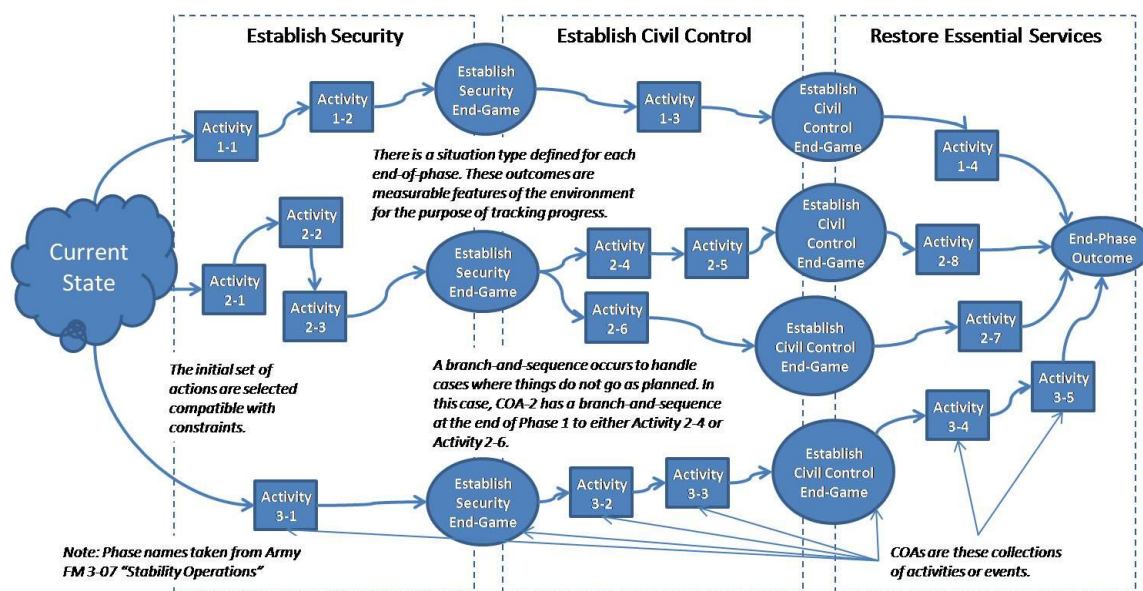 Establish Security
Establish Civil Control
Restore Essential Services
Current
State
Activity
1-1
Activity
1-2
Establish
Security
End-Game
Activity
1-3
Establish
Civil
Control
End-Game
Activity
1-4
There is a situation type defined for each
end-of-phase. These outcomes are
measurable features of the environment
for the purpose of tracking progress.
Activity
2-1
Activity
2-2
Activity
2-3
Establish
Security
End-Game
Activity
2-4
Activity
2-5
Establish
Civil
Control
End-Game
Activity
2-8
End-Phase
Outcome
Activity
2-6
Establish
Civil Control
End-Game
Activity
2-7
The initial set of
actions are selected
compatible with
constraints.
A branch-and-sequence occurs to handle
cases where things do not go as planned. In
this case, COA-2 has a branch-and-sequence
at the end of Phase 1 to either Activity 2-4 or
Activity 2-6.
Activity
3-1
Establish
Security
End-Game
Activity
3-2
Activity
3-3
Establish
Civil Control
End-Game
Activity
3-4
Activity
3-5
Note: Phase names taken from Army
FM 3-07 “Stability Operations”
COAs are these collections
of activities or events.